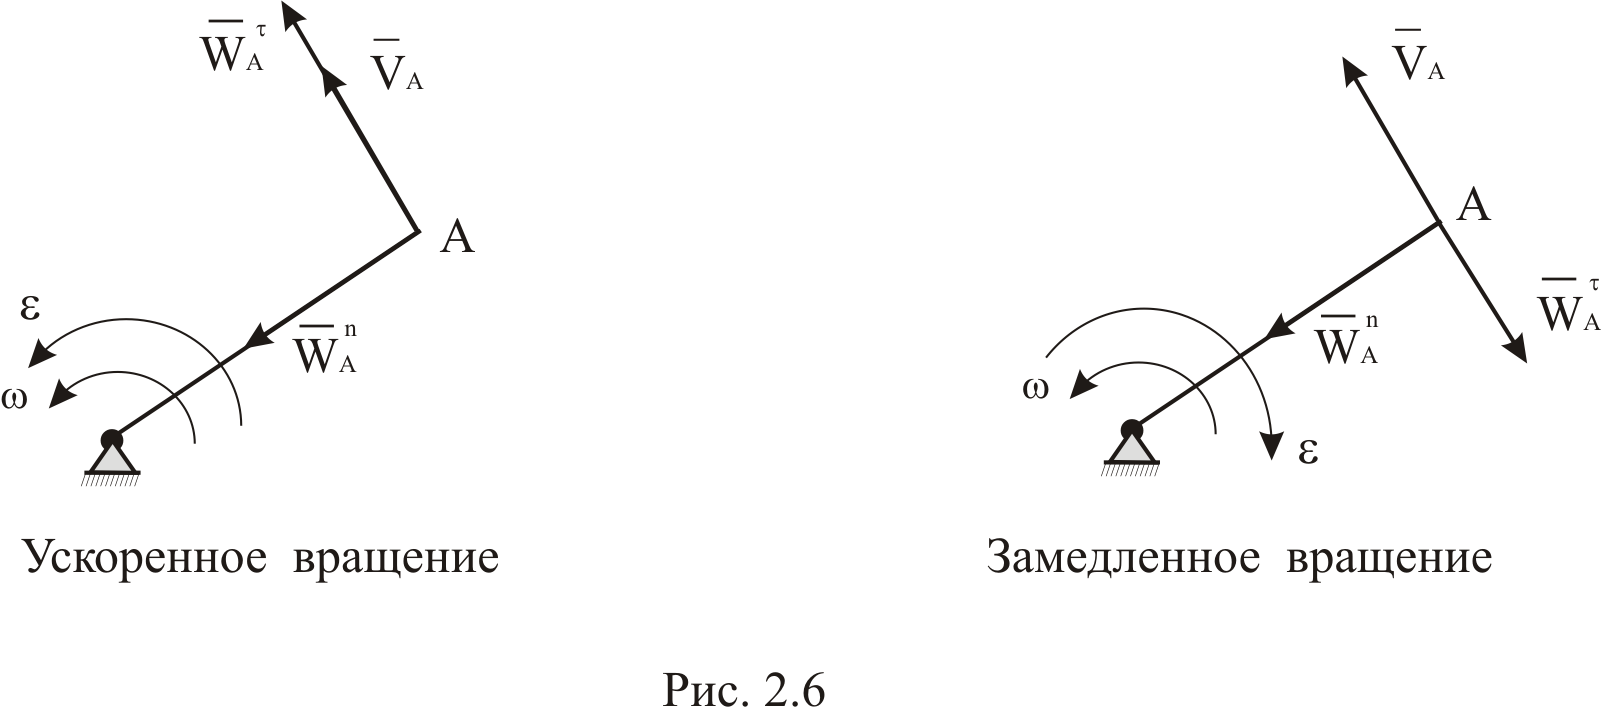 W̅ᴀ^τ
V̅ᴀ
A
ε
ω
W̅ᴀ^n
Ускоренное вращение
V̅ᴀ
A
W̅ᴀ^τ
W̅ᴀ^n
ω
ε
Замедленное вращение
Рис. 2.6